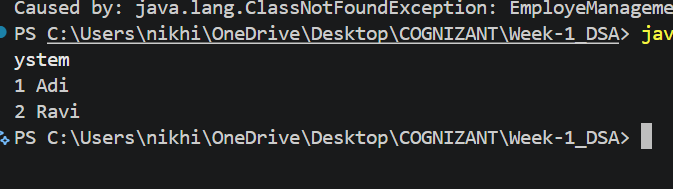 Caused by: java.lang.ClassNotFoundException: EmployeManageme
PS C:\Users\nikhi\OneDrive\Desktop\COGNIZANT\Week-1_DSA> jav
ystem
1 Adi
2 Ravi
PS C:\Users\nikhi\OneDrive\Desktop\COGNIZANT\Week-1_DSA>